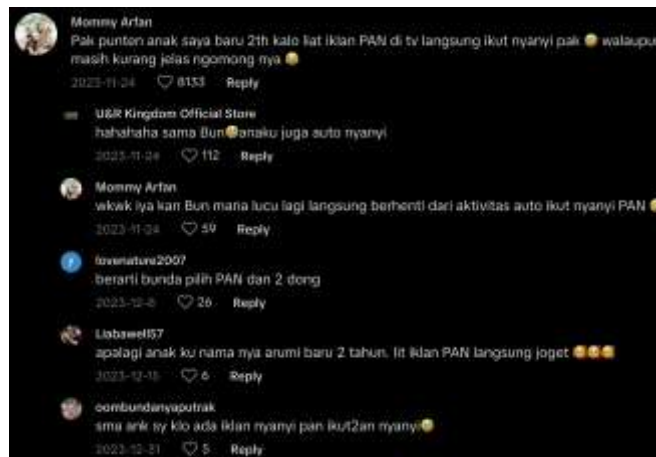 Mommy Arfan
Pak punten anak saya baru 2th kalo liat iklan PAN di tv langsung ikut nyanyi pak 😅 walaupun
masih kurang jelas ngomong nya 😅
2023-11-24 8133 Reply
U&R Kingdom Official Store
hahahaha sama Bun😅anaku juga auto nyanyi
2023-11-24 112 Reply
Mommy Arfan
wkwk iya kan Bun mana lucu lagi langsung berhenti dari aktivitas auto ikut nyanyi PAN
2023-11-24 59 Reply
lovenature2007
berarti bunda pilih PAN dan 2 dong
2023-12-8 26 Reply
Liabawell57
apalagi anak ku nama nya arumi baru 2 tahun. lit iklan PAN langsung joget
2023-12-15 6 Reply
oombundanyaputrak
sma ank sy klo ada iklan nyanyi pan ikut2an nyanyi
2023-12-31 5 Reply